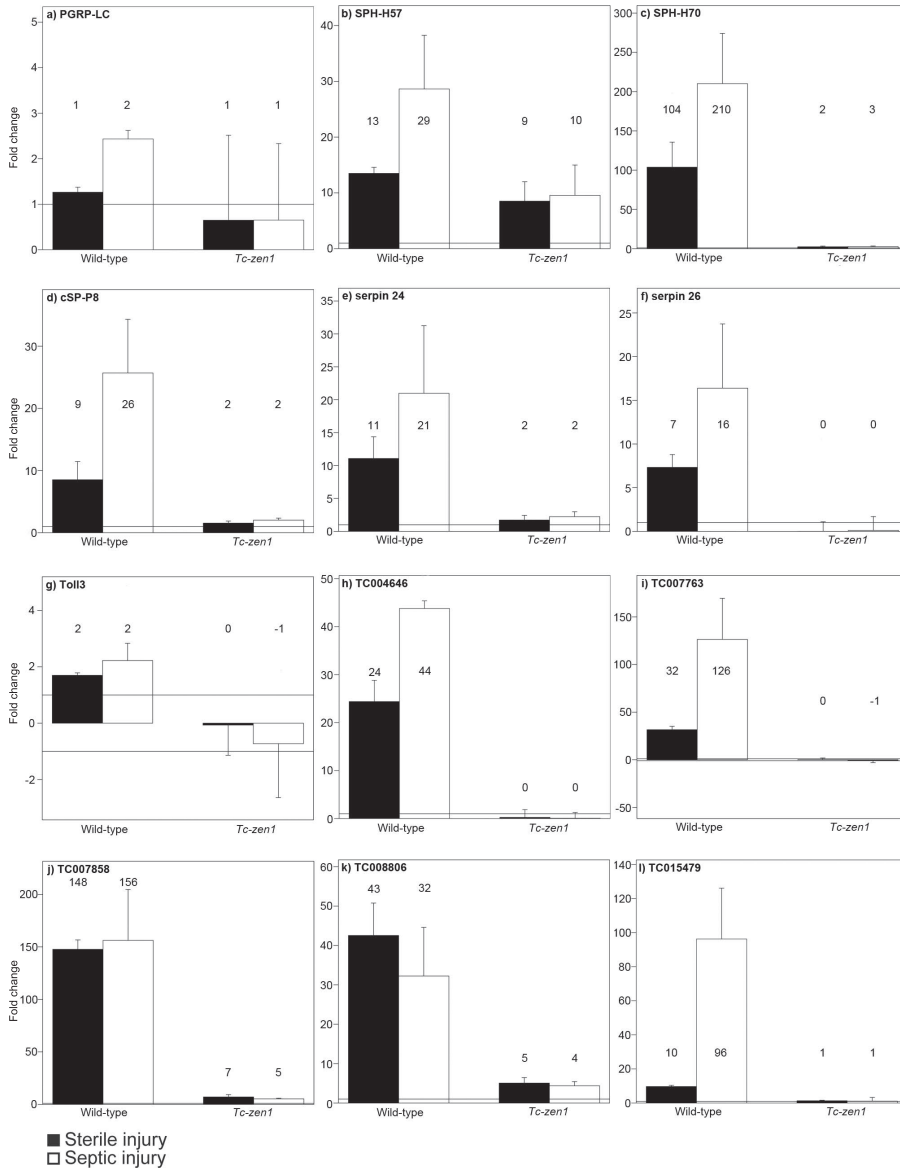 a) PGRP-LC
5
4
3
2
1
0
Fold change
1 2 1 1
Wild-type Tc-zen1
b) SPH-H57
40
30
20
10
0
13 29 9 10
Wild-type Tc-zen1
c) SPH-H70
300
250
200
150
100
50
0
104 210 2 3
Wild-type Tc-zen1
d) cSP-P8
30
20
10
0
Fold change
9 26 2 2
Wild-type Tc-zen1
e) serpin 24
35
30
25
20
15
10
5
0
11 21 2 2
Wild-type Tc-zen1
f) serpin 26
25
20
15
10
5
0
7 16 0 0
Wild-type Tc-zen1
g) Toll3
4
2
0
-2
Fold change
2 2 0 -1
Wild-type Tc-zen1
h) TC004646
50
40
30
20
10
0
24 44 0 0
Wild-type Tc-zen1
i) TC007763
150
100
50
0
-50
32 126 0 -1
Wild-type Tc-zen1
j) TC007858
200
150
100
50
0
Fold change
148 156 7 5
Wild-type Tc-zen1
k) TC008806
60
50
40
30
20
10
0
43 32 5 4
Wild-type Tc-zen1
l) TC015479
140
120
100
80
60
40
20
0
10 96 1 1
Wild-type Tc-zen1
Sterile injury
Septic injury